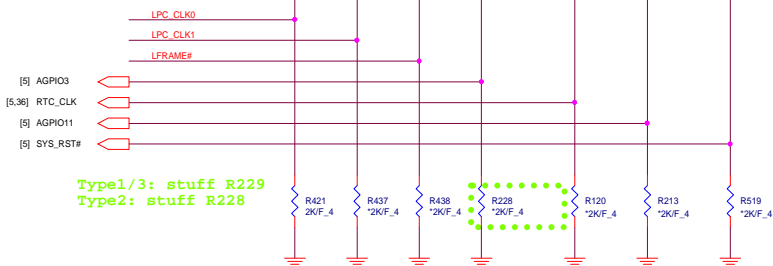 LPC_CLK0
LPC_CLK1
LFRAME#
[5] AGPIO3
[5,36] RTC_CLK
[5] AGPIO11
[5] SYS_RST#
Type1/3: stuff R229
Type2: stuff R228
R421
2K/F_4
R437
*2K/F_4
R438
*2K/F_4
R228
*2K/F_4
R120
*2K/F_4
R213
*2K/F_4
R519
*2K/F_4